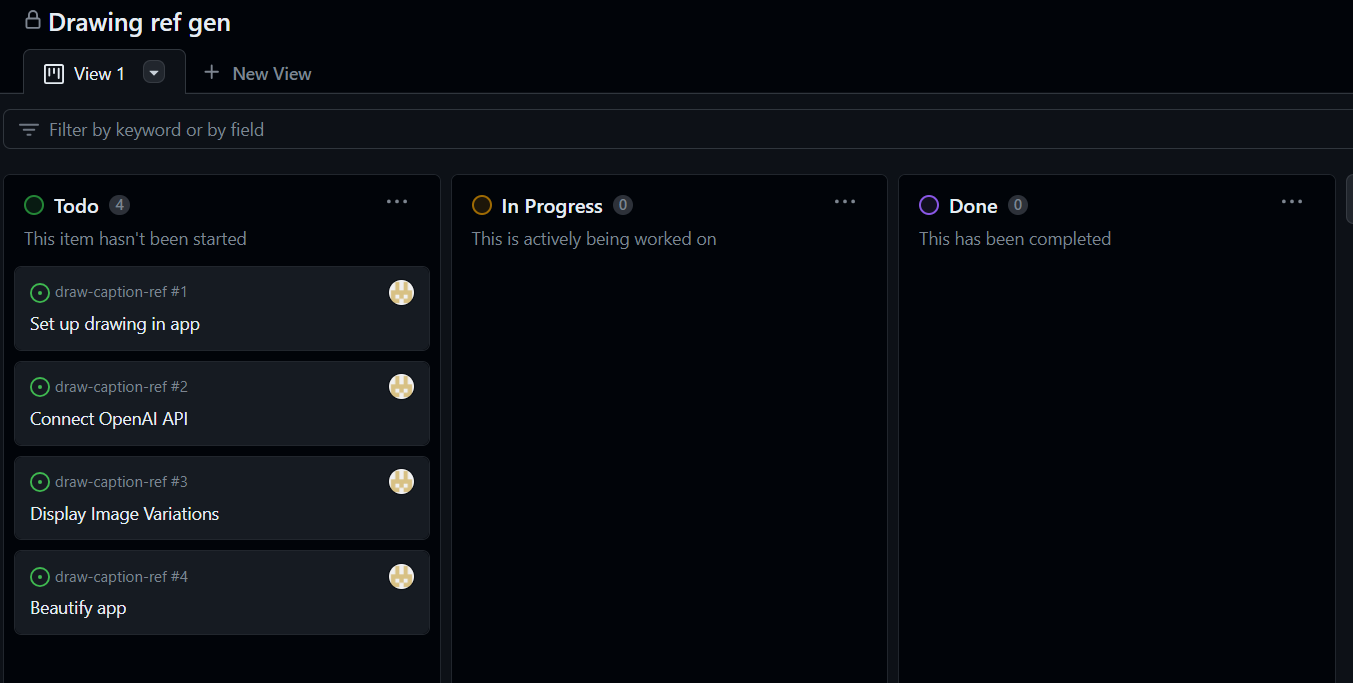 Drawing ref gen
View 1
New View
Filter by keyword or by field
Todo 4
This item hasn't been started
draw-caption-ref #1
Set up drawing in app
draw-caption-ref #2
Connect OpenAI API
draw-caption-ref #3
Display Image Variations
draw-caption-ref #4
Beautify app
In Progress 0
This is actively being worked on
Done 0
This has been completed